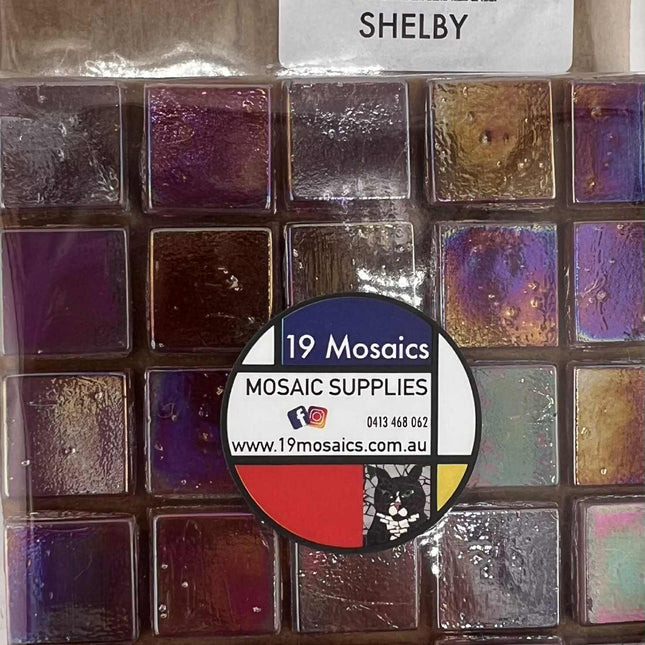 SHELBY
19 Mosaics
MOSAIC SUPPLIES
0413 468 062
www.19mosaics.com.au